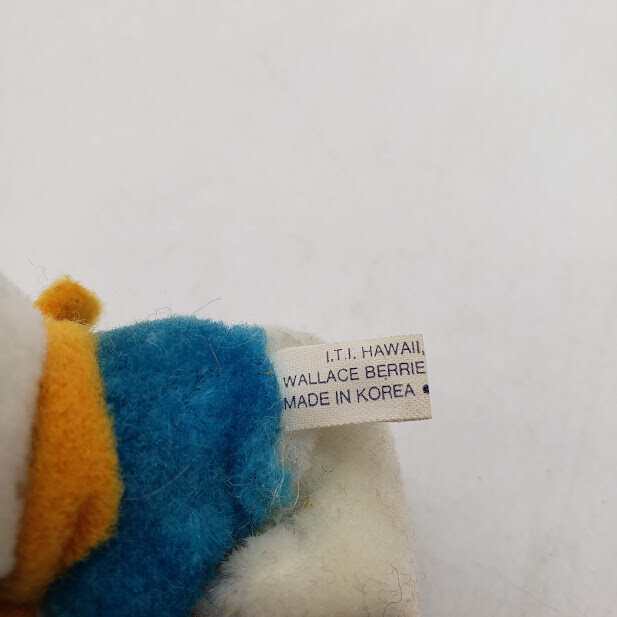 I.T.I. HAWAII,
WALLACE BERRIE
MADE IN KOREA •